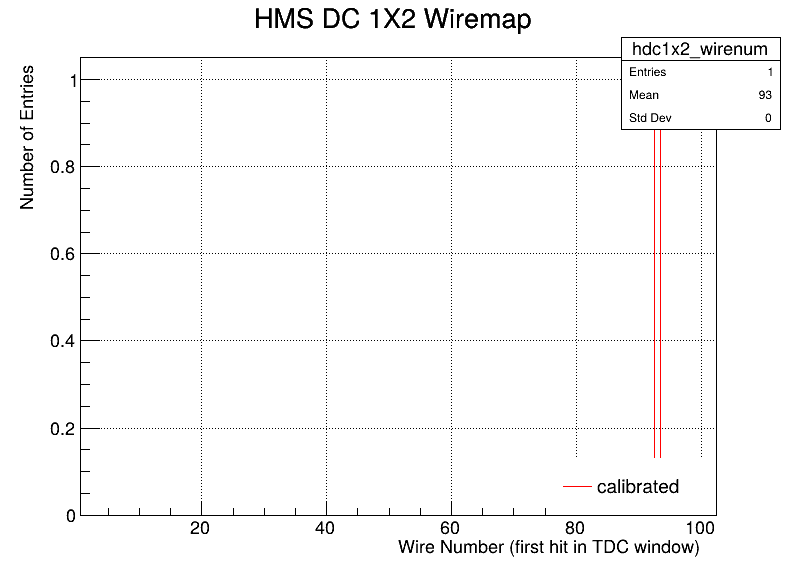 HMS DC 1X2 Wiremap
hdc1x2_wirenum
Entries 1
Mean 93
Std Dev 0
Number of Entries
1
0.8
0.6
0.4
0.2
0
calibrated
20 40 60 80 100
Wire Number (first hit in TDC window)